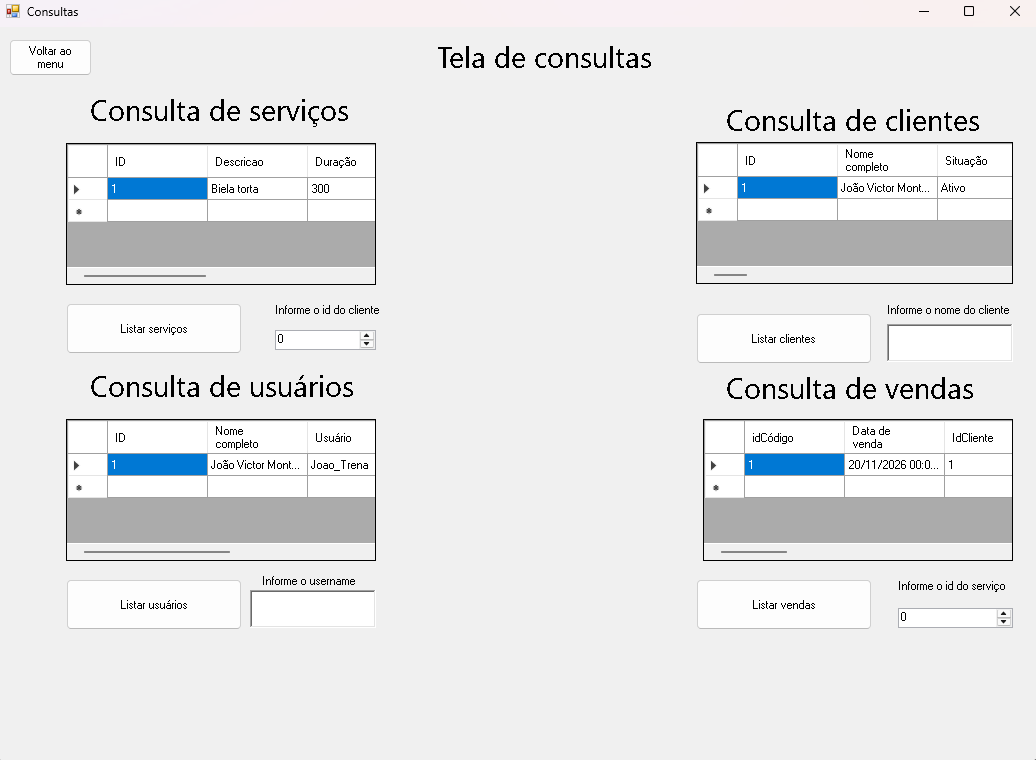 Consultas
Voltar ao
menu
Tela de consultas
Consulta de serviços
ID Descricao Duração
1 Biela torta 300
Listar serviços
Informe o id do cliente
0
Consulta de clientes
ID Nome
completo Situação
1 João Victor Mont... Ativo
Listar clientes
Informe o nome do cliente
Consulta de usuários
ID Nome
completo Usuário
1 João Victor Mont... Joao_Trena
Listar usuários
Informe o username
Consulta de vendas
idCódigo Data de
venda IdCliente
1 20/11/2026 00:0... 1
Listar vendas
Informe o id do serviço
0